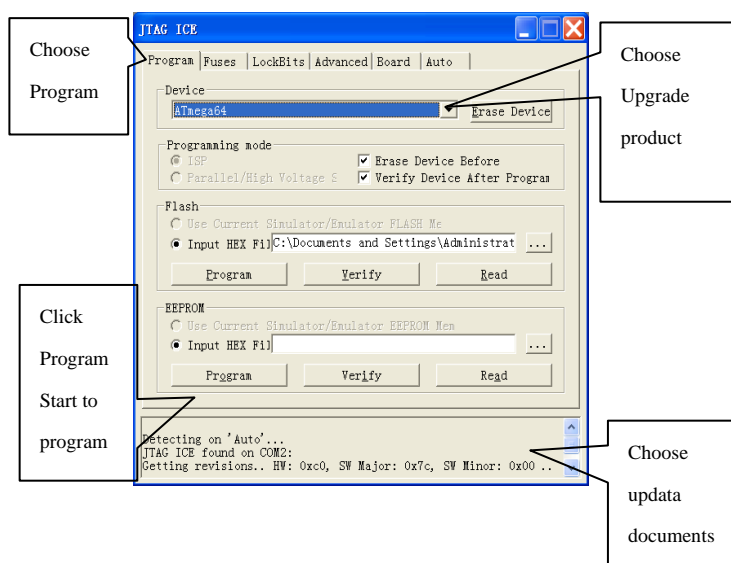 JTAG ICE
Choose
Program
Program Fuses LockBits Advanced Board Auto
Choose
Upgrade
product
Device
ATmega64
Erase Device
Programming mode
ISP
Erase Device Before
Parallel/High Voltage S
Verify Device After Program
Flash
Use Current Simulator/Emulator FLASH Me
Input HEX Fil C:\Documents and Settings\Administrat ...
Program Verify Read
Click
Program
Start to
program
EEPROM
Use Current Simulator/Emulator EEPROM Mem
Input HEX Fil ...
Program Verify Read
Detecting on 'Auto'...
JTAG ICE found on COM2:
Getting revisions.. HW: 0xc0, SW Major: 0x7c, SW Minor: 0x00 ..
Choose
updata
documents